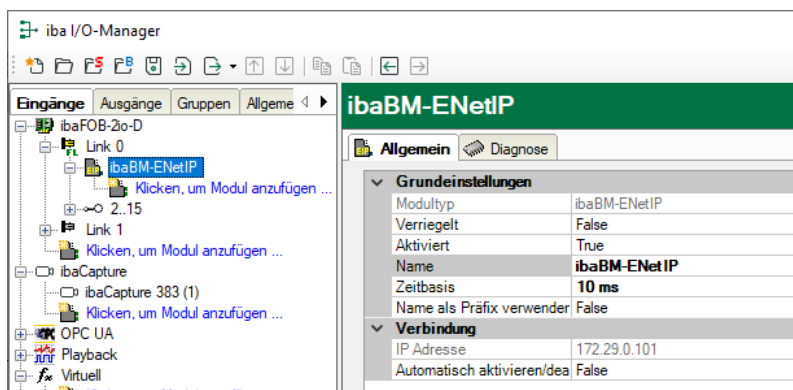 iba I/O-Manager
Eingänge Ausgänge Gruppen Allgeme
ibaFOB-2io-D
Link 0
ibaBM-ENetIP
Klicken, um Modul anzufügen ...
2..15
Link 1
Klicken, um Modul anzufügen ...
ibaCapture
ibaCapture 383 (1)
Klicken, um Modul anzufügen ...
OPC UA
Playback
Virtuell
ibaBM-ENetIP
Allgemein Diagnose
Grundeinstellungen
Modultyp ibaBM-ENetIP
Verriegelt False
Aktiviert True
Name ibaBM-ENetIP
Zeitbasis 10 ms
Name als Präfix verwender False
Verbindung
IP Adresse 172.29.0.101
Automatisch aktivieren/dea False